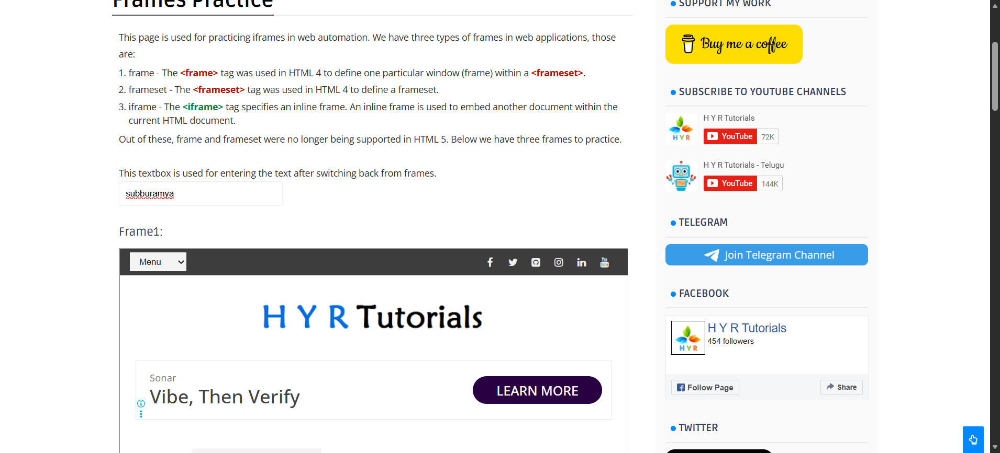 Frames Practice
This page is used for practicing iframes in web automation. We have three types of frames in web applications, those
are:
1. frame - The <frame> tag was used in HTML 4 to define one particular window (frame) within a <frameset>.
2. frameset - The <frameset> tag was used in HTML 4 to define a frameset.
3. iframe - The <iframe> tag specifies an inline frame. An inline frame is used to embed another document within the
current HTML document.
Out of these, frame and frameset were no longer being supported in HTML 5. Below we have three frames to practice.
This textbox is used for entering the text after switching back from frames.
subburamya
Frame1:
Menu
You
Tube
H Y R Tutorials
Sonar
Vibe, Then Verify
LEARN MORE
SUPPORT MY WORK
Buy me a coffee
SUBSCRIBE TO YOUTUBE CHANNELS
HYR
H Y R Tutorials
YouTube 72K
H Y R Tutorials - Telugu
YouTube 144K
TELEGRAM
Join Telegram Channel
FACEBOOK
HYR
H Y R Tutorials
454 followers
Follow Page
Share
TWITTER